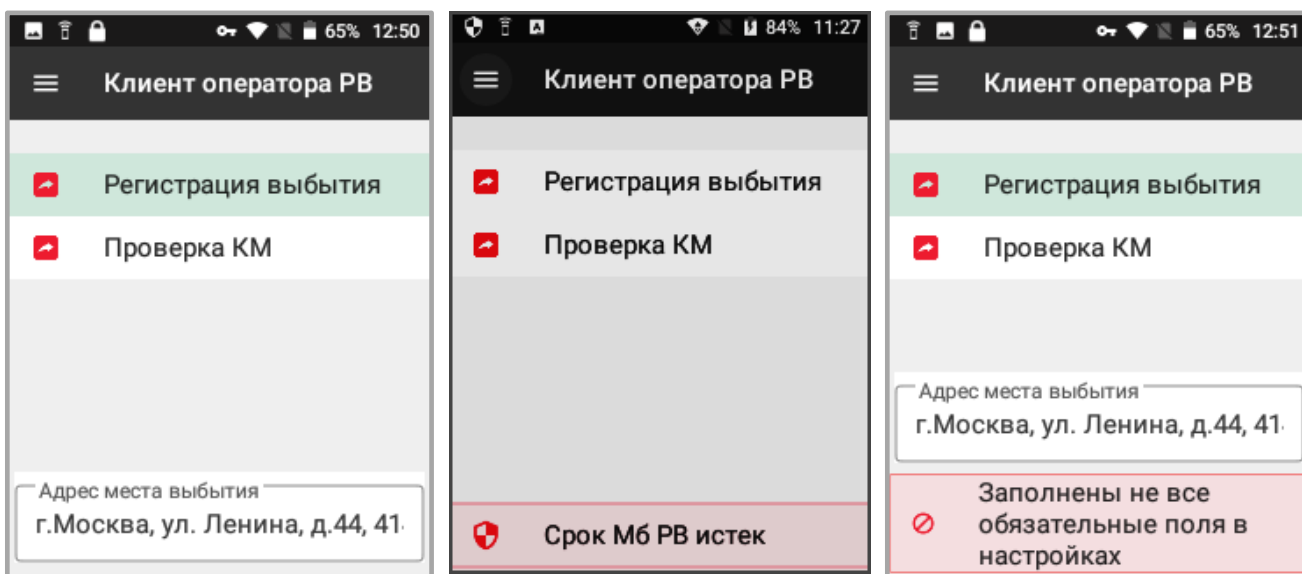 65% 12:50
Клиент оператора РВ
Регистрация выбытия
Проверка КМ
Адрес места выбытия
г.Москва, ул. Ленина, д.44, 41
84% 11:27
Клиент оператора РВ
Регистрация выбытия
Проверка КМ
Срок Мб РВ истек
65% 12:51
Клиент оператора РВ
Регистрация выбытия
Проверка КМ
Адрес места выбытия
г.Москва, ул. Ленина, д.44, 41
Заполнены не все
обязательные поля в
настройках